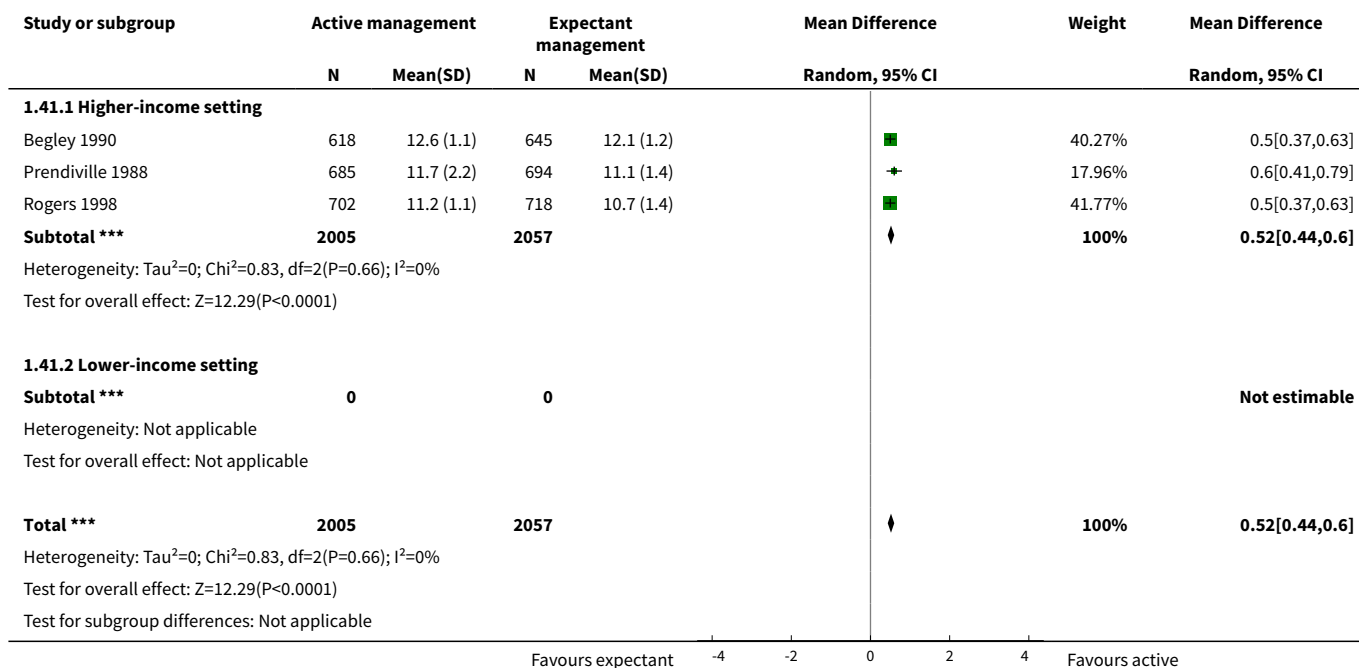 Study or subgroup Active management Expectant management Mean Difference Weight Mean Difference
N Mean(SD) N Mean(SD) Random, 95% CI Random, 95% CI
1.41.1 Higher-income setting
Begley 1990 618 12.6 (1.1) 645 12.1 (1.2) 40.27% 0.5[0.37,0.63]
Prendiville 1988 685 11.7 (2.2) 694 11.1 (1.4) 17.96% 0.6[0.41,0.79]
Rogers 1998 702 11.2 (1.1) 718 10.7 (1.4) 41.77% 0.5[0.37,0.63]
Subtotal *** 2005 2057 100% 0.52[0.44,0.6]
Heterogeneity: Tau²=0; Chi²=0.83, df=2(P=0.66); I²=0%
Test for overall effect: Z=12.29(P<0.0001)
1.41.2 Lower-income setting
Subtotal *** 0 0 Not estimable
Heterogeneity: Not applicable
Test for overall effect: Not applicable
Total *** 2005 2057 100% 0.52[0.44,0.6]
Heterogeneity: Tau²=0; Chi²=0.83, df=2(P=0.66); I²=0%
Test for overall effect: Z=12.29(P<0.0001)
Test for subgroup differences: Not applicable
Favours expectant -4 -2 0 2 4 Favours active